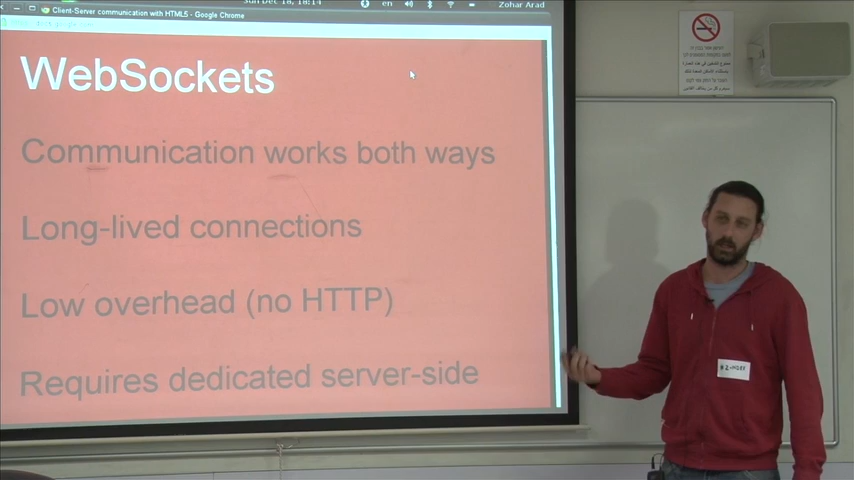 Client-Server communication with HTML5 - Google Chrome
Sun Dec 18, 18:14
en
Zohar Arad
WebSockets
Communication works both ways
Long-lived connections
Low overhead (no HTTP)
Requires dedicated server-side